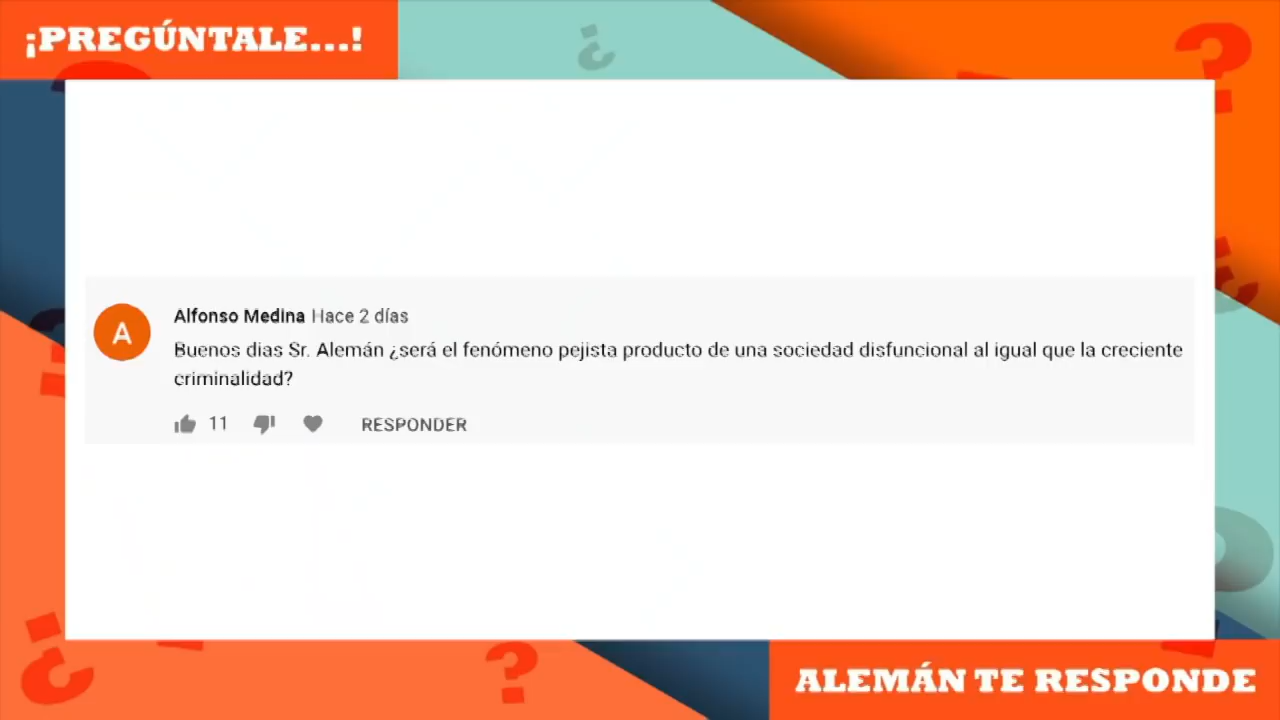 ¡PREGÚNTALE...!
Alfonso Medina Hace 2 días
A
Buenos dias Sr. Alemán ¿será el fenómeno pejista producto de una sociedad disfuncional al igual que la creciente
criminalidad?
11 RESPONDER
ALEMÁN TE RESPONDE